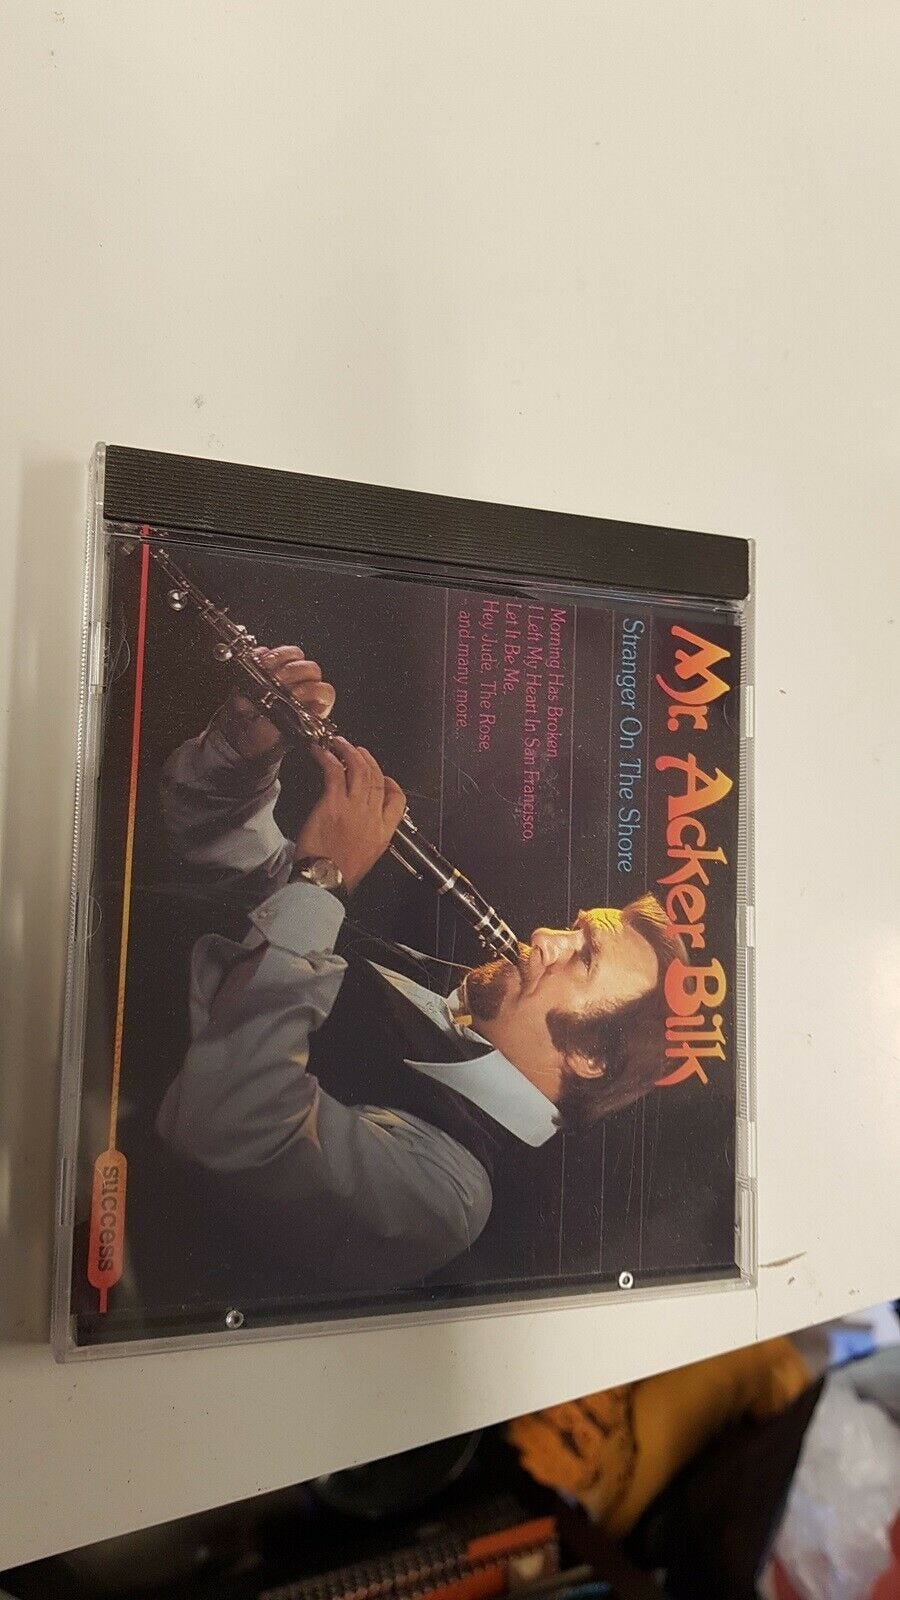 Mr. Acker Bilk
Stranger On The Shore
Morning Has Broken,
I Left My Heart In San Francisco,
Let It Be Me,
Hey Jude, The Rose,
... and many more...
success